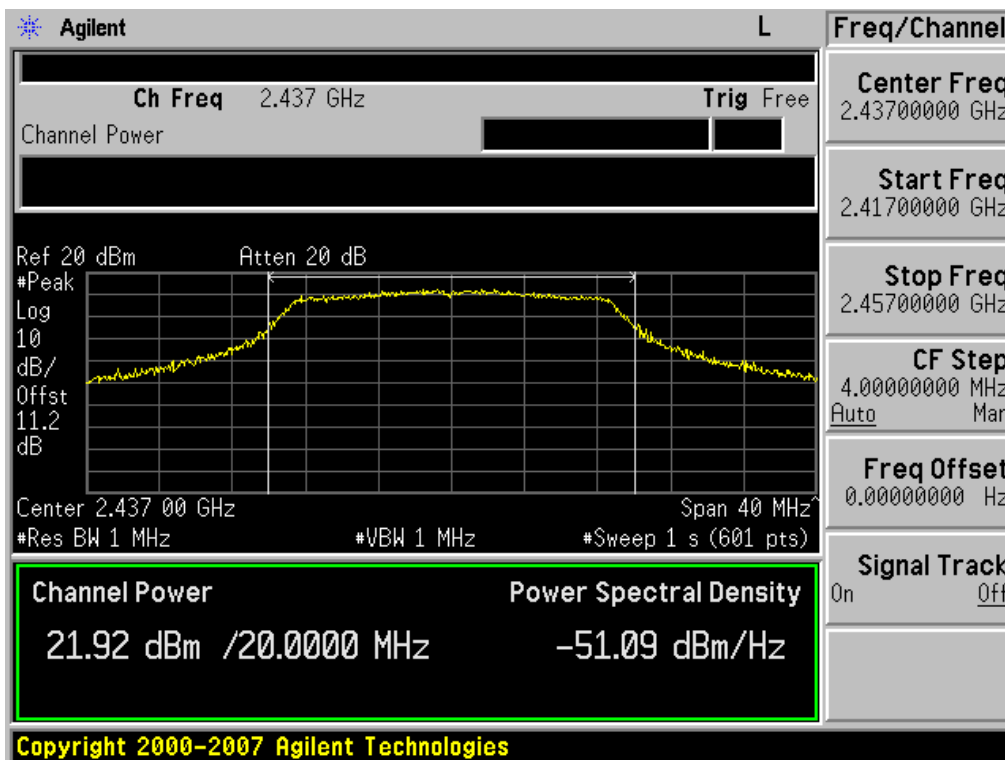 Agilent L Freq/Channel
Ch Freq 2.437 GHz Trig Free
Channel Power
Ref 20 dBm Atten 20 dB
#Peak
Log
10
dB/
Offst
11.2
dB
Center 2.437 00 GHz Span 40 MHz^
#Res BW 1 MHz #VBW 1 MHz #Sweep 1 s (601 pts)
Channel Power Power Spectral Density
21.92 dBm /20.0000 MHz -51.09 dBm/Hz
Copyright 2000-2007 Agilent Technologies
Center Freq
2.43700000 GHz
Start Freq
2.41700000 GHz
Stop Freq
2.45700000 GHz
CF Step
4.00000000 MHz
Auto Man
Freq Offset
0.00000000 Hz
Signal Track
On Off